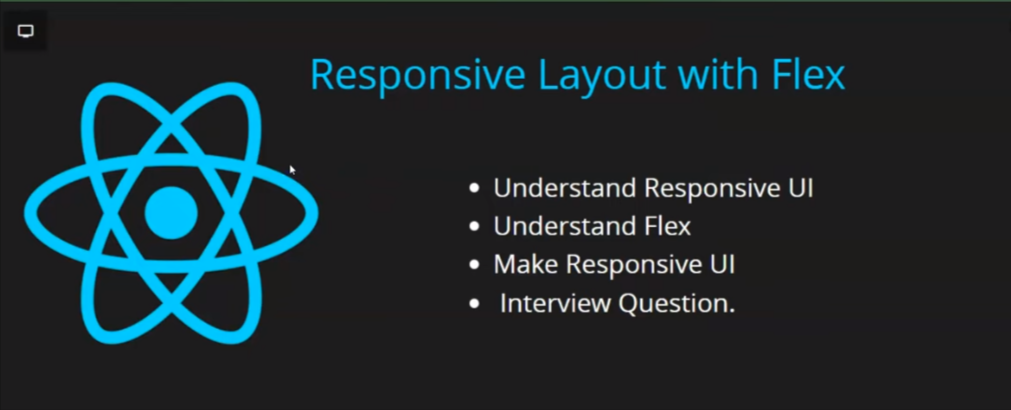 Responsive Layout with Flex
• Understand Responsive UI
• Understand Flex
• Make Responsive UI
• Interview Question.